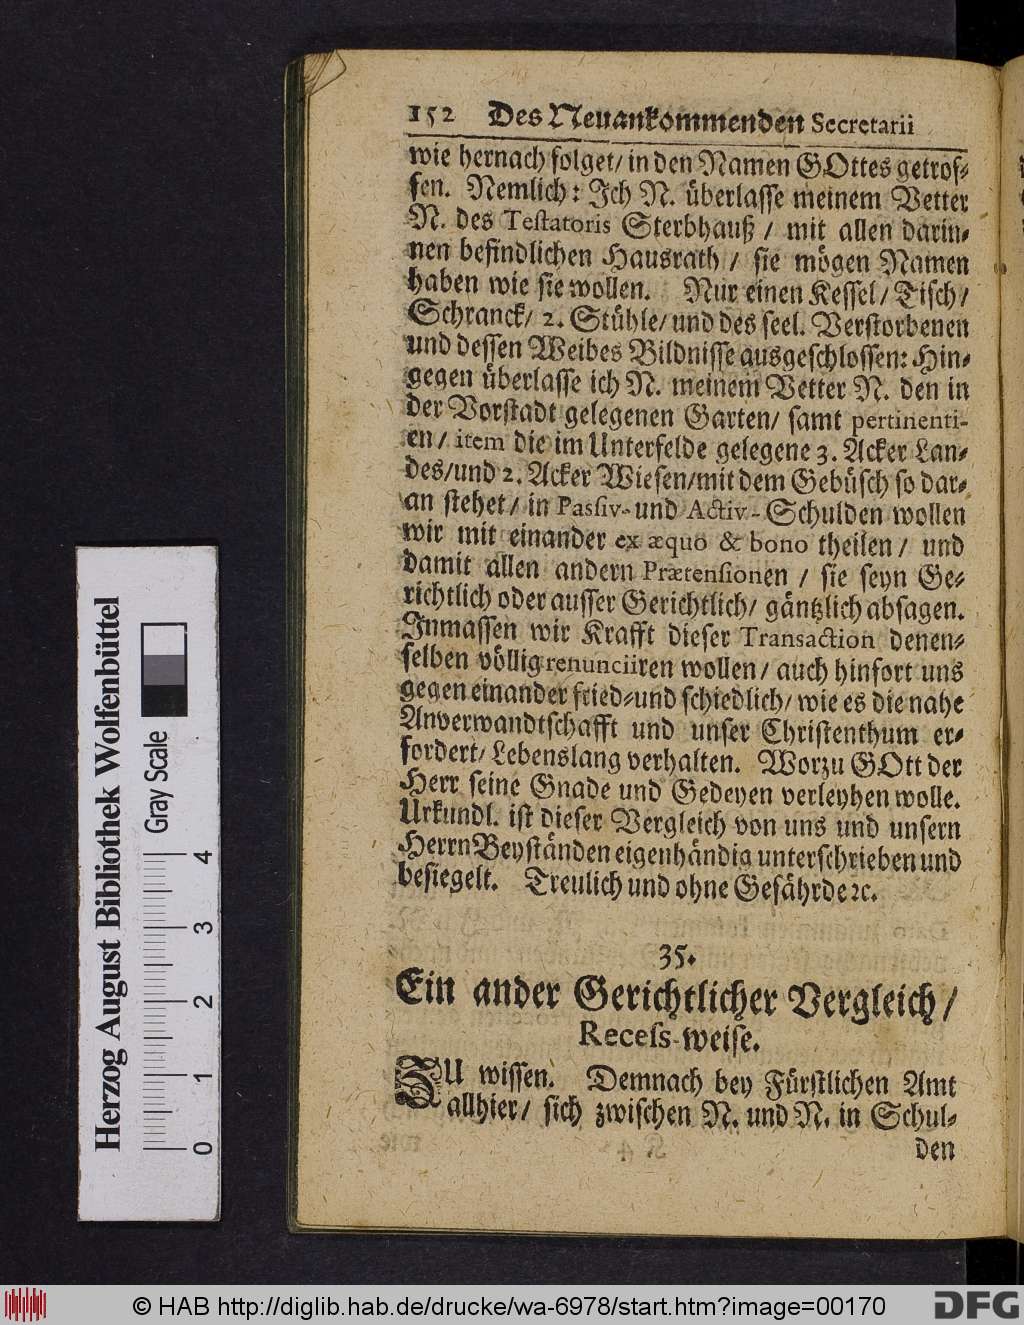 152 Des Neuankommenden Secretarii
wie hernach folget/ in den Namen GOttes getrof⸗
fen. Nemlich: Ich N. überlasse meinem Vetter
N. des Testatoris Sterbhauß / mit allen darin⸗
nen befindlichen Hausrath / sie mögen Namen
haben wie sie wollen. Nur einen Kessel/ Tisch/
Schranck/ 2. Stühle/ und des seel. Verstorbenen
und dessen Weibes Bildnisse ausgeschlossen: Hin⸗
gegen überlasse ich N. meinem Vetter N. den in
der Vorstadt gelegenen Garten/ samt pertinenti-
en/ item die im Unterfelde gelegene 3. Acker Lan⸗
des/und 2. Acker Wiesen/mit dem Gebüsch so dar⸗
an stehet/ in Passiv- und Activ-Schulden wollen
wir mit einander ex æquo & bono theilen/ und
damit allen andern Prætensionen / sie seyn Ge⸗
richtlich oder ausser Gerichtlich/ gäntzlich absagen.
Inmassen wir Krafft dieser Transaction denen⸗
selben völlig renunciiren wollen/ auch hinfort uns
gegen einander fried⸗und schiedlich/ wie es die nahe
Anverwandtschafft und unser Christenthum er⸗
fordert/ Lebenslang verhalten. Worzu GOtt der
Herr seine Gnade und Gedeyen verleyhen wolle.
Urkundl. ist dieser Vergleich von uns und unsern
Herrn Beyständen eigenhändig unterschrieben und
besiegelt. Treulich und ohne Gefährde ꝛc.
35.
Ein ander Gerichtlicher Vergleich/
Recess-weise.
ZU wissen. Demnach bey Fürstlichen Amt
allhier/ sich zwischen N. und N. in Schul⸗
den
Herzog August Bibliothek Wolfenbüttel
Gray Scale
0 1 2 3 4
© HAB http://diglib.hab.de/drucke/wa-6978/start.htm?image=00170
DFG